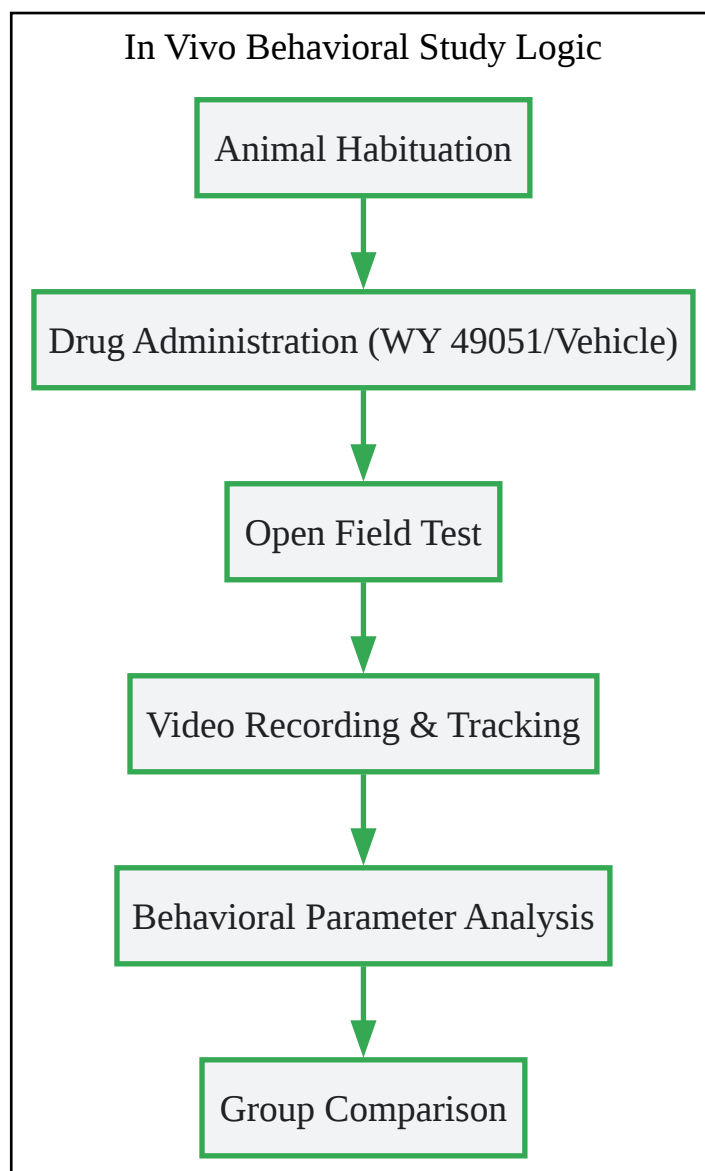 In Vivo Behavioral Study Logic
Animal Habituation
Drug Administration (WY 49051/Vehicle)
Open Field Test
Video Recording & Tracking
Behavioral Parameter Analysis
Group Comparison